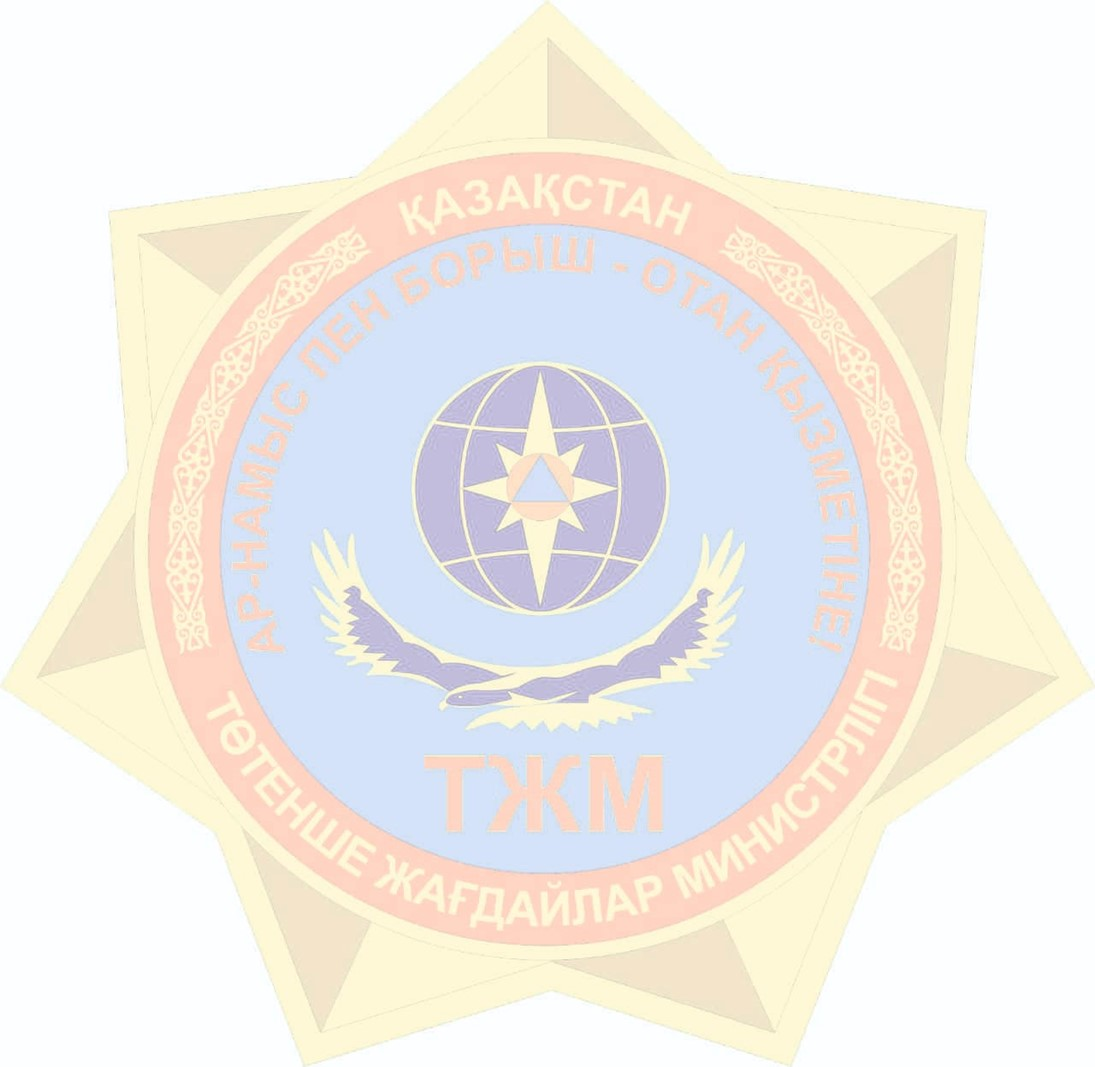 ҚАЗАҚСТАН
АР-НАМЫС ПЕН БОРЫШ - ОТАН ҚЫЗМЕТІНЕ!
ТЖМ
ТӨТЕНШЕ ЖАҒДАЙЛАР МИНИСТРЛІГІ